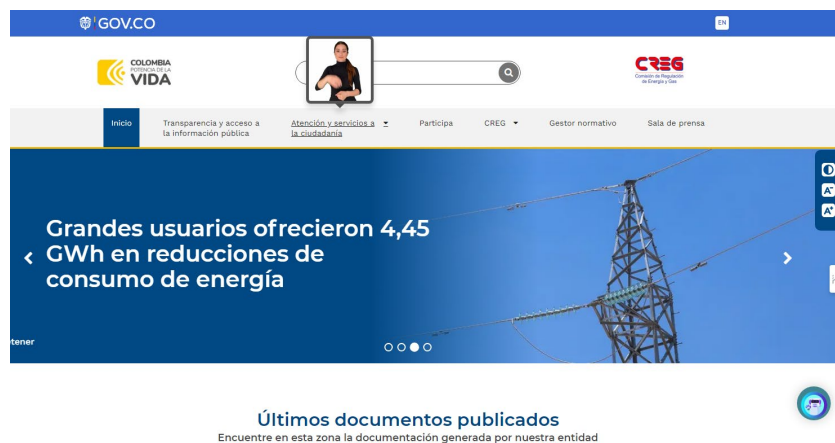 GOV.CO
EN
COLOMBIA
POTENCIA DE LA
VIDA
CREG
Comisión de Regulación
de Energía y Gas
Inicio
Transparencia y acceso a
la información pública
Atención y servicios a
la ciudadanía
Participa
CREG
Gestor normativo
Sala de prensa
A-
A+
Grandes usuarios ofrecieron 4,45
GWh en reducciones de
consumo de energía
tener
Últimos documentos publicados
Encuentre en esta zona la documentación generada por nuestra entidad